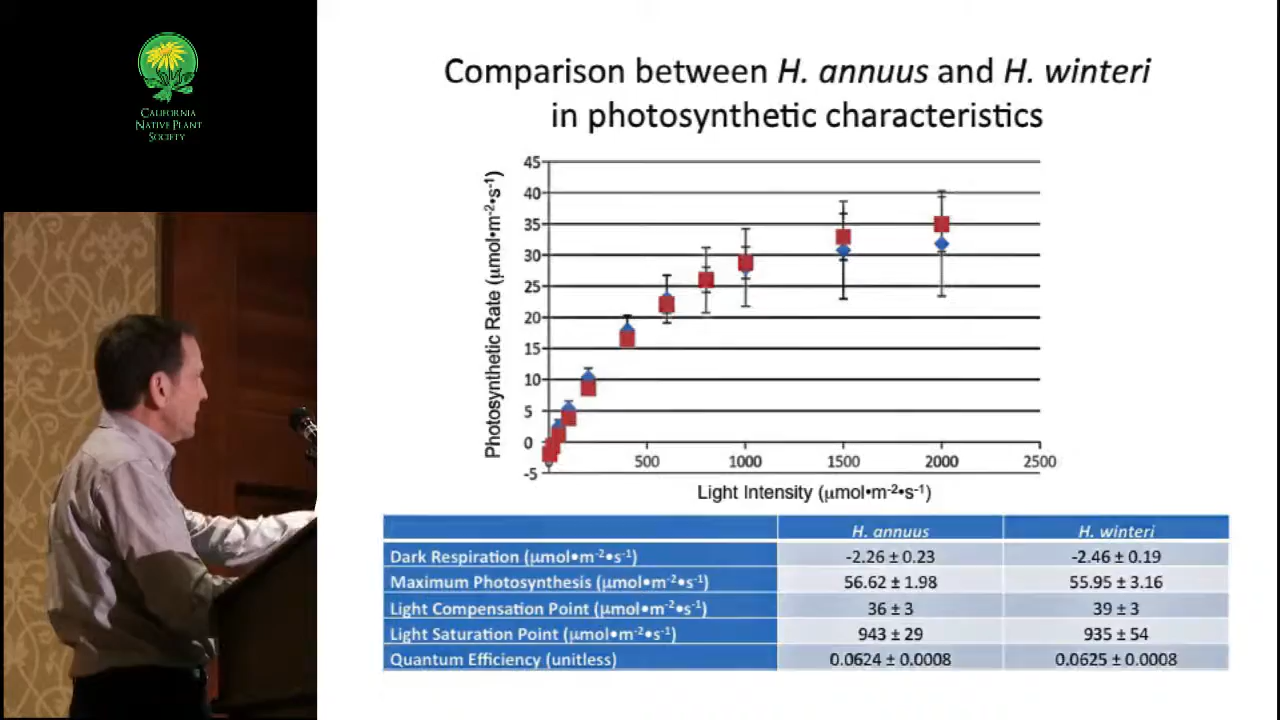 CALIFORNIA
NATIVE PLANT
SOCIETY
Comparison between H. annuus and H. winteri
in photosynthetic characteristics
Photosynthetic Rate (μmol•m⁻²•s⁻¹)
45
40
35
30
25
20
15
10
5
0
-5
500 1000 1500 2000 2500
Light Intensity (μmol•m⁻²•s⁻¹)
H. annuus H. winteri
Dark Respiration (μmol•m⁻²•s⁻¹) -2.26 ± 0.23 -2.46 ± 0.19
Maximum Photosynthesis (μmol•m⁻²•s⁻¹) 56.62 ± 1.98 55.95 ± 3.16
Light Compensation Point (μmol•m⁻²•s⁻¹) 36 ± 3 39 ± 3
Light Saturation Point (μmol•m⁻²•s⁻¹) 943 ± 29 935 ± 54
Quantum Efficiency (unitless) 0.0624 ± 0.0008 0.0625 ± 0.0008